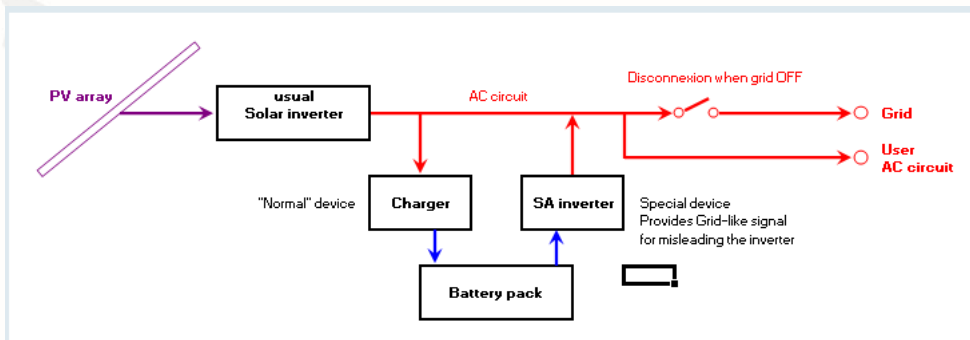 Disconnexion when grid OFF
PV array
usual
Solar inverter
AC circuit
Grid
User
AC circuit
"Normal" device
Charger
SA inverter
Special device
Provides Grid-like signal
for misleading the inverter
Battery pack